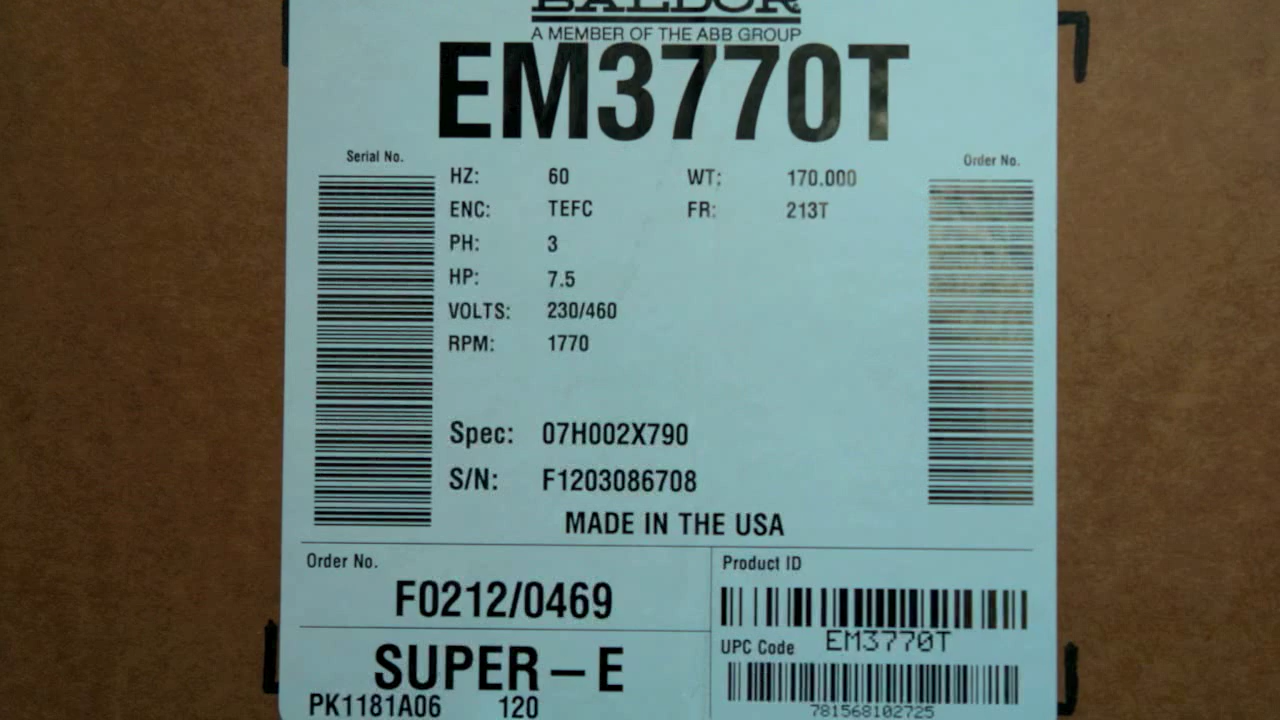 BALDOR
A MEMBER OF THE ABB GROUP
EM3770T
Serial No.
Order No.
HZ: 60 WT: 170.000
ENC: TEFC FR: 213T
PH: 3
HP: 7.5
VOLTS: 230/460
RPM: 1770
Spec: 07H002X790
S/N: F1203086708
MADE IN THE USA
Order No.
F0212/0469
Product ID
EM3770T
UPC Code
781568102725
SUPER-E
PK1181A06 120